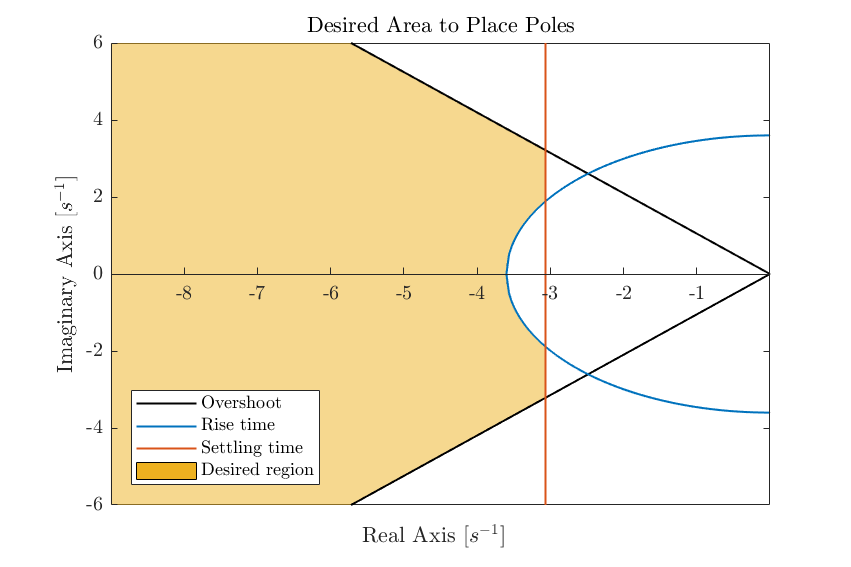 Desired Area to Place Poles
6
4
2
0
-2
-4
-6
-8 -7 -6 -5 -4 -3 -2 -1
Imaginary Axis [s⁻¹]
Overshoot
Rise time
Settling time
Desired region
Real Axis [s⁻¹]